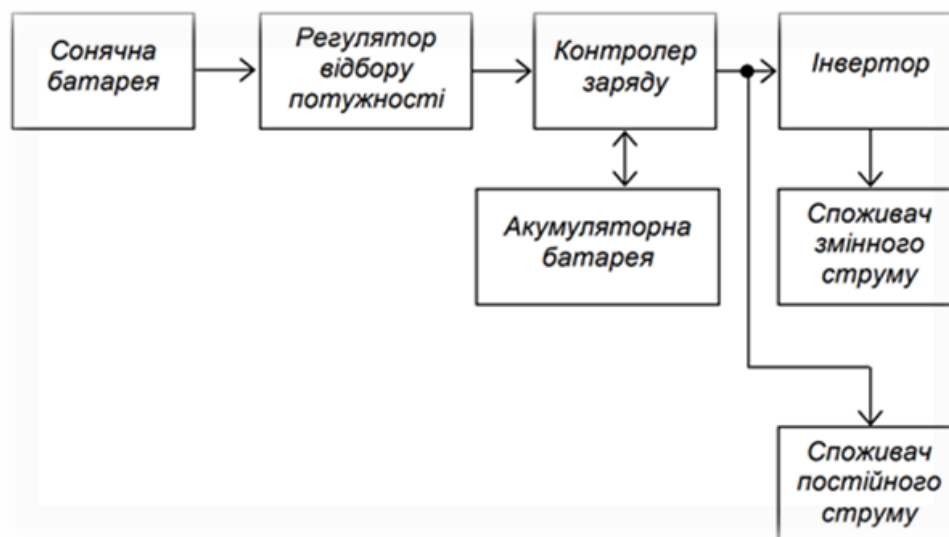 Сонячна
батарея
Регулятор
відбору
потужності
Контролер
заряду
Інвертор
Акумуляторна
батарея
Споживач
змінного
струму
Споживач
постійного
струму